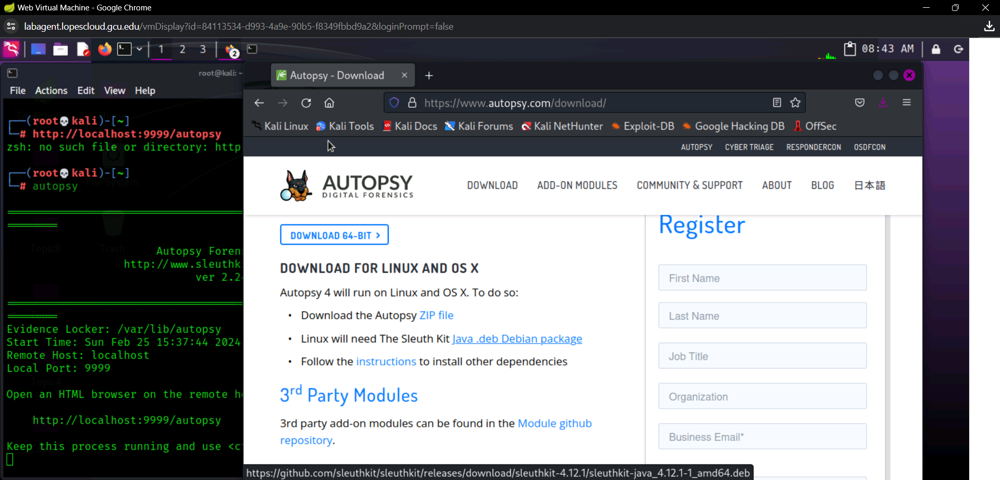 Web Virtual Machine - Google Chrome
labagent.lopescloud.gcu.edu/vmDisplay?id=84113534-d993-4a9e-90b5-f8349fbbd9a2&loginPrompt=false
1 2 3 2 08:43 AM
root@kali: ~
File Actions Edit View Help
(root kali)-[~]
# http://localhost:9999/autopsy
zsh: no such file or directory: http
(root kali)-[~]
# autopsy
File System
Topic8
Trash
Autopsy Foren
http://www.sleuthk
ver 2.24
Evidence Locker: /var/lib/autopsy
Start Time: Sun Feb 25 15:37:44 2024
Remote Host: localhost
Local Port: 9999
Topic4
Open an HTML browser on the remote h
http://localhost:9999/autopsy
Keep this process running and use <c
Autopsy - Download
https://www.autopsy.com/download/
Kali Linux Kali Tools Kali Docs Kali Forums Kali NetHunter Exploit-DB Google Hacking DB OffSec
AUTOPSY CYBER TRIAGE RESPONDERCON OSDFCON
AUTOPSY
DIGITAL FORENSICS
DOWNLOAD ADD-ON MODULES COMMUNITY & SUPPORT ABOUT BLOG 日本語
DOWNLOAD 64-BIT >
DOWNLOAD FOR LINUX AND OS X
Autopsy 4 will run on Linux and OS X. To do so:
• Download the Autopsy ZIP file
• Linux will need The Sleuth Kit Java .deb Debian package
• Follow the instructions to install other dependencies
3rd Party Modules
3rd party add-on modules can be found in the Module github
repository.
Register
First Name
Last Name
Job Title
Organization
Business Email*
https://github.com/sleuthkit/sleuthkit/releases/download/sleuthkit-4.12.1/sleuthkit-java_4.12.1-1_amd64.deb